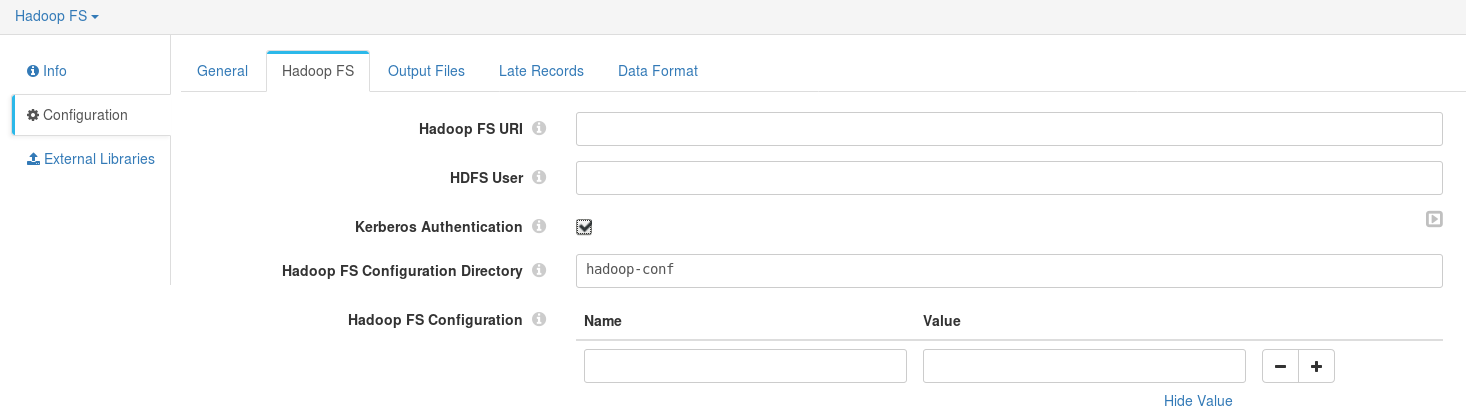 Hadoop FS
Info
Configuration
External Libraries
General Hadoop FS Output Files Late Records Data Format
Hadoop FS URI
HDFS User
Kerberos Authentication
Hadoop FS Configuration Directory hadoop-conf
Hadoop FS Configuration Name Value
Hide Value